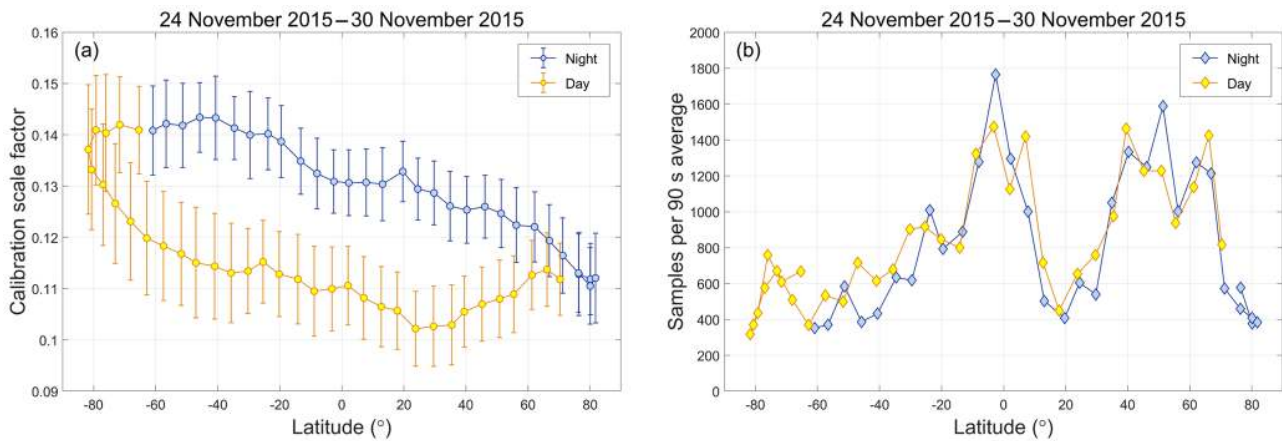 24 November 2015–30 November 2015
(a)
Night
Day
Calibration scale factor
0.16
0.15
0.14
0.13
0.12
0.11
0.1
0.09
-80 -60 -40 -20 0 20 40 60 80
Latitude (°)
24 November 2015–30 November 2015
(b)
Night
Day
Samples per 90 s average
2000
1800
1600
1400
1200
1000
800
600
400
200
0
-80 -60 -40 -20 0 20 40 60 80
Latitude (°)